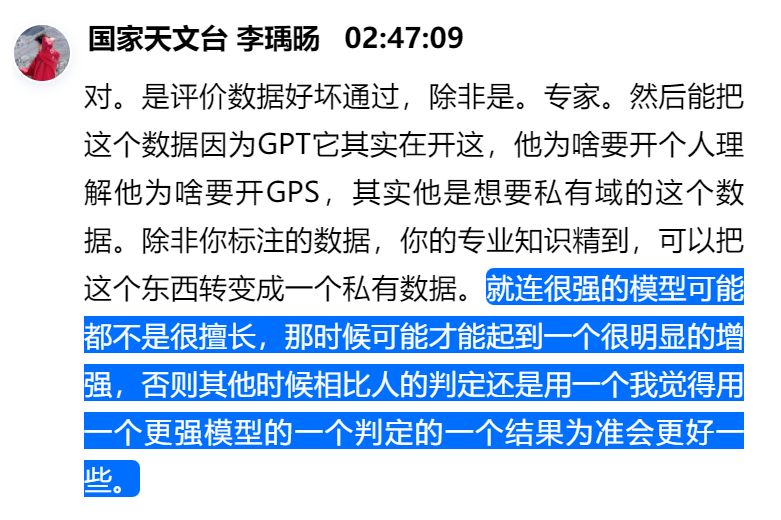 国家天文台 李瑀旸 02:47:09
对。是评价数据好坏通过，除非是。专家。然后能把
这个数据因为GPT它其实在开这，他为啥要开个人理
解他为啥要开GPS，其实他是想要私有域的这个数
据。除非你标注的数据，你的专业知识精到，可以把
这个东西转变成一个私有数据。就连很强的模型可能
都不是很擅长，那时候可能才能起到一个很明显的增
强，否则其他时候相比人的判定还是用一个我觉得用
一个更强模型的一个判定的一个结果为准会更好一
些。